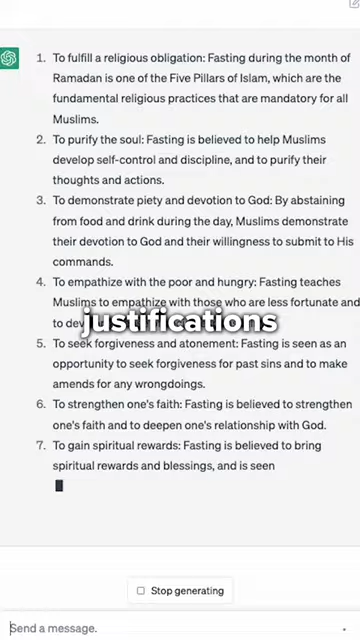 1. To fulfill a religious obligation: Fasting during the month of
Ramadan is one of the Five Pillars of Islam, which are the
fundamental religious practices that are mandatory for all
Muslims.
2. To purify the soul: Fasting is believed to help Muslims
develop self-control and discipline, and to purify their
thoughts and actions.
3. To demonstrate piety and devotion to God: By abstaining
from food and drink during the day, Muslims demonstrate
their devotion to God and their willingness to submit to His
commands.
4. To empathize with the poor and hungry: Fasting teaches
Muslims to empathize with those who are less fortunate and
to
justifications
5. To seek forgiveness and atonement: Fasting is seen as an
opportunity to seek forgiveness for past sins and to make
amends for any wrongdoings.
6. To strengthen one's faith: Fasting is believed to strengthen
one's faith and to deepen one's relationship with God.
7. To gain spiritual rewards: Fasting is believed to bring
spiritual rewards and blessings, and is seen
Stop generating
Send a message.